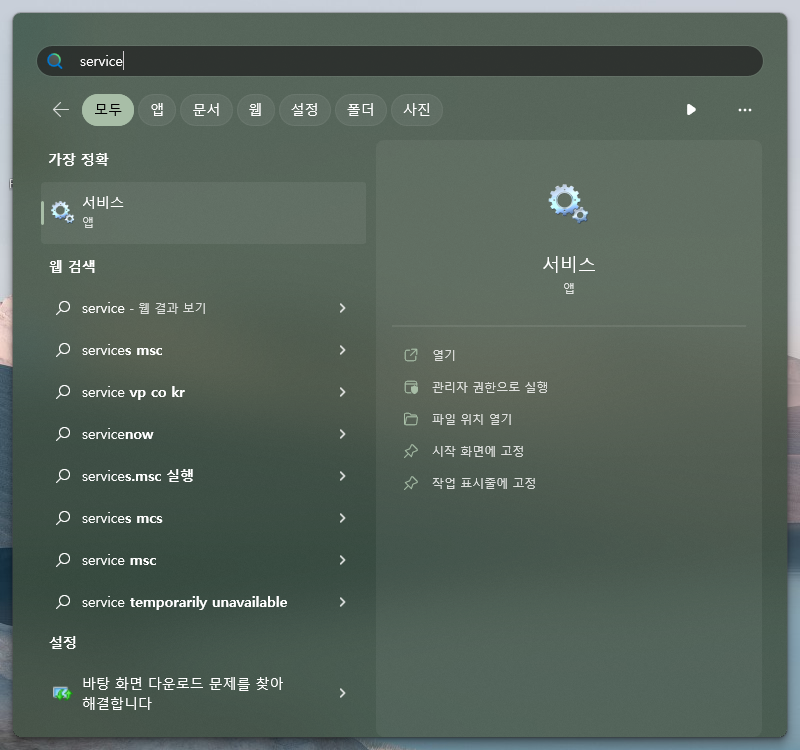 service
모두
앱
문서
웹
설정
폴더
사진
가장 정확
서비스
앱
웹 검색
service - 웹 결과 보기
services msc
service vp co kr
servicenow
services.msc 실행
services mcs
service msc
service temporarily unavailable
설정
바탕 화면 다운로드 문제를 찾아
해결합니다
서비스
앱
열기
관리자 권한으로 실행
파일 위치 열기
시작 화면에 고정
작업 표시줄에 고정